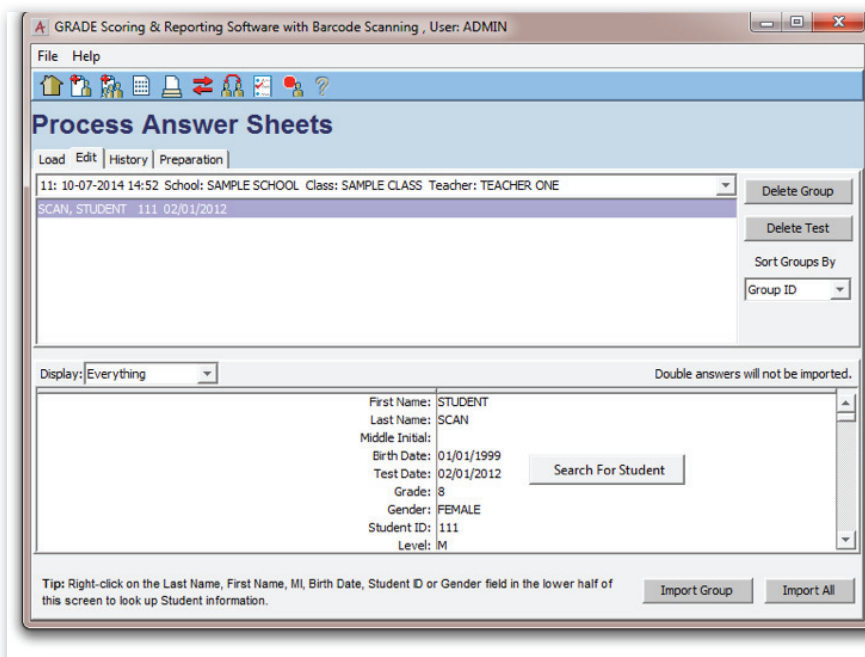 GRADE Scoring & Reporting Software with Barcode Scanning , User: ADMIN
File Help
Process Answer Sheets
Load Edit History Preparation
11: 10-07-2014 14:52 School: SAMPLE SCHOOL Class: SAMPLE CLASS Teacher: TEACHER ONE
Delete Group
SCAN, STUDENT 111 02/01/2012
Delete Test
Sort Groups By
Group ID
Display: Everything
Double answers will not be imported.
First Name: STUDENT
Last Name: SCAN
Middle Initial:
Birth Date: 01/01/1999
Test Date: 02/01/2012
Search For Student
Grade: 8
Gender: FEMALE
Student ID: 111
Level: M
Tip: Right-click on the Last Name, First Name, MI, Birth Date, Student ID or Gender field in the lower half of
this screen to look up Student information.
Import Group
Import All